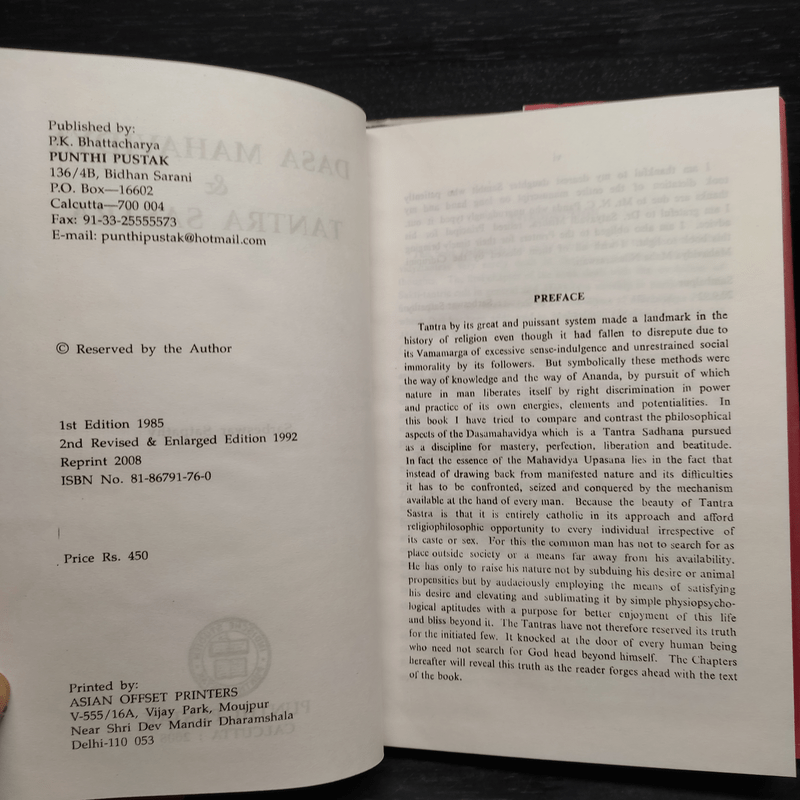 Published by:
P.K. Bhattacharya
PUNTHI PUSTAK
136/4B, Bidhan Sarani
P.O. Box—16602
Calcutta—700 004
Fax: 91-33-25555573
E-mail: punthipustak@hotmail.com
© Reserved by the Author
1st Edition 1985
2nd Revised & Enlarged Edition 1992
Reprint 2008
ISBN No. 81-86791-76-0
Price Rs. 450
Printed by:
ASIAN OFFSET PRINTERS
V-555/16A, Vijay Park, Moujpur
Near Shri Dev Mandir Dharamshala
Delhi-110 053
PREFACE
Tantra by its great and puissant system made a landmark in the
history of religion even though it had fallen to disrepute due to
its Vamamarga of excessive sense-indulgence and unrestrained social
immorality by its followers. But symbolically these methods were
the way of knowledge and the way of Ananda, by pursuit of which
nature in man liberates itself by right discrimination in power
and practice of its own energies, elements and potentialities. In
this book I have tried to compare and contrast the philosophical
aspects of the Dasamahavidya which is a Tantra Sadhana pursued
as a discipline for mastery, perfection, liberation and beatitude.
In fact the essence of the Mahavidya Upasana lies in the fact that
instead of drawing back from manifested nature and its difficulties
it has to be confronted, seized and conquered by the mechanism
available at the hand of every man. Because the beauty of Tantra
Sastra is that it is entirely catholic in its approach and afford
religiophilosophic opportunity to every individual irrespective of
its caste or sex. For this the common man has not to search for as
place outside society or a means far away from his availability.
He has only to raise his nature not by subduing his desire or animal
propensities but by audaciously employing the means of satisfying
his desire and elevating and sublimating it by simple physiopsycho-
logical aptitudes with a purpose for better enjoyment of this life
and bliss beyond it. The Tantras have not therefore reserved its truth
for the initiated few. It knocked at the door of every human being
who need not search for God head beyond himself. The Chapters
hereafter will reveal this truth as the reader forges ahead with the text
of the book.